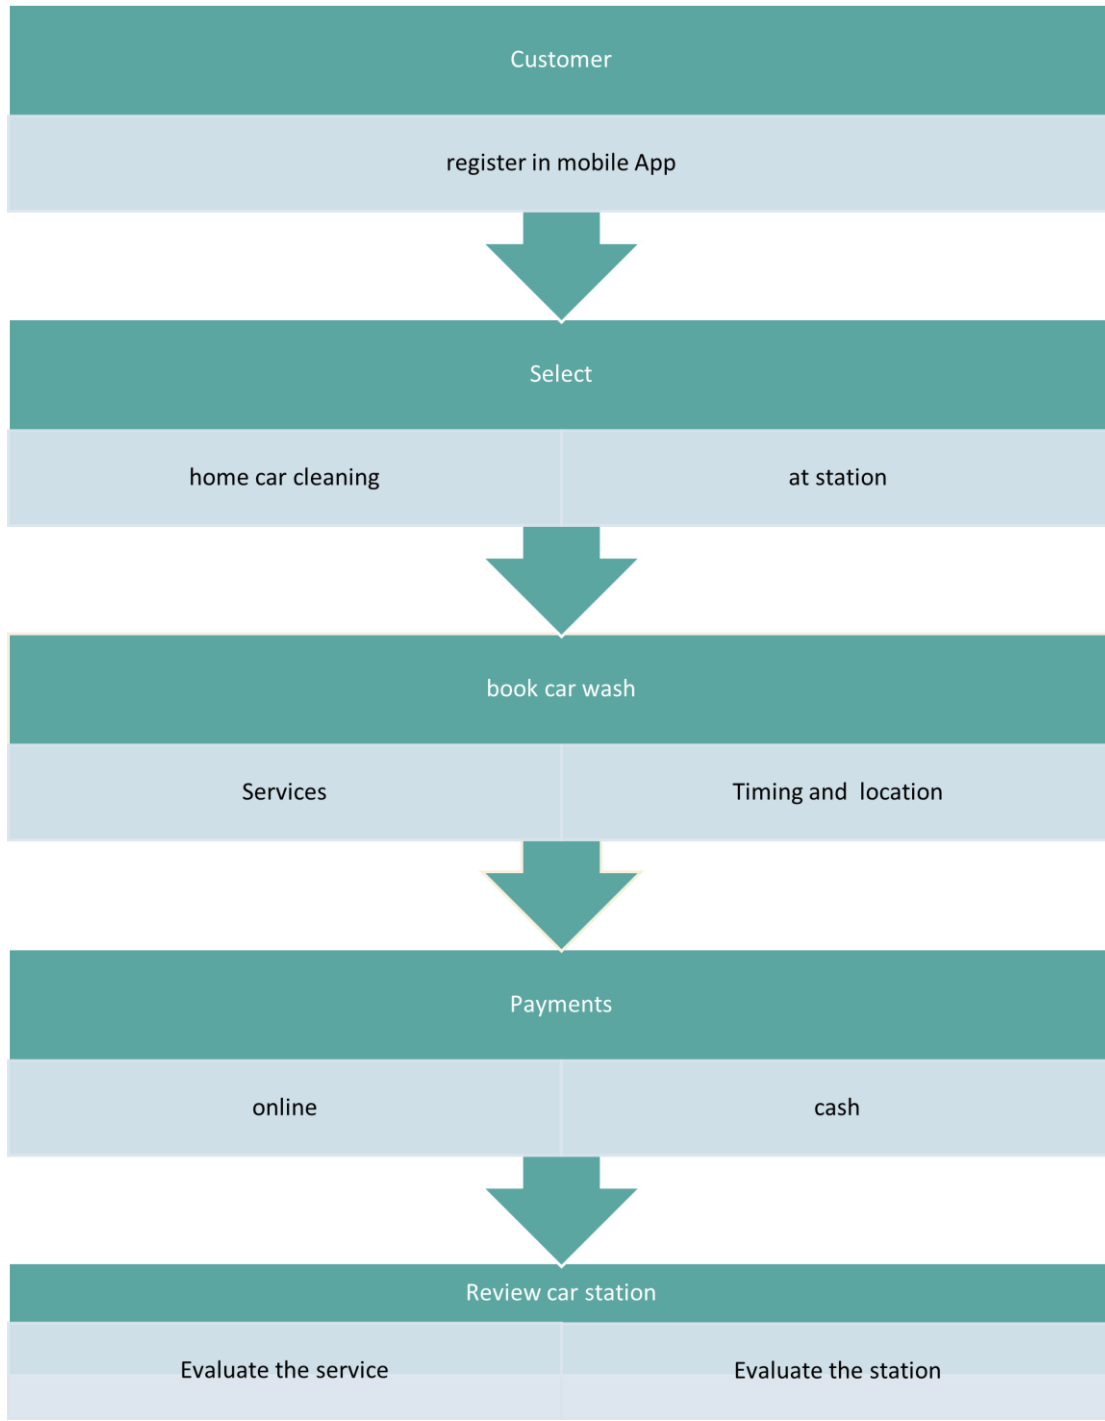 Customer
register in mobile App
Select
home car cleaning
at station
book car wash
Services
Timing and  location
Payments
online
cash
Review car station
Evaluate the service
Evaluate the station